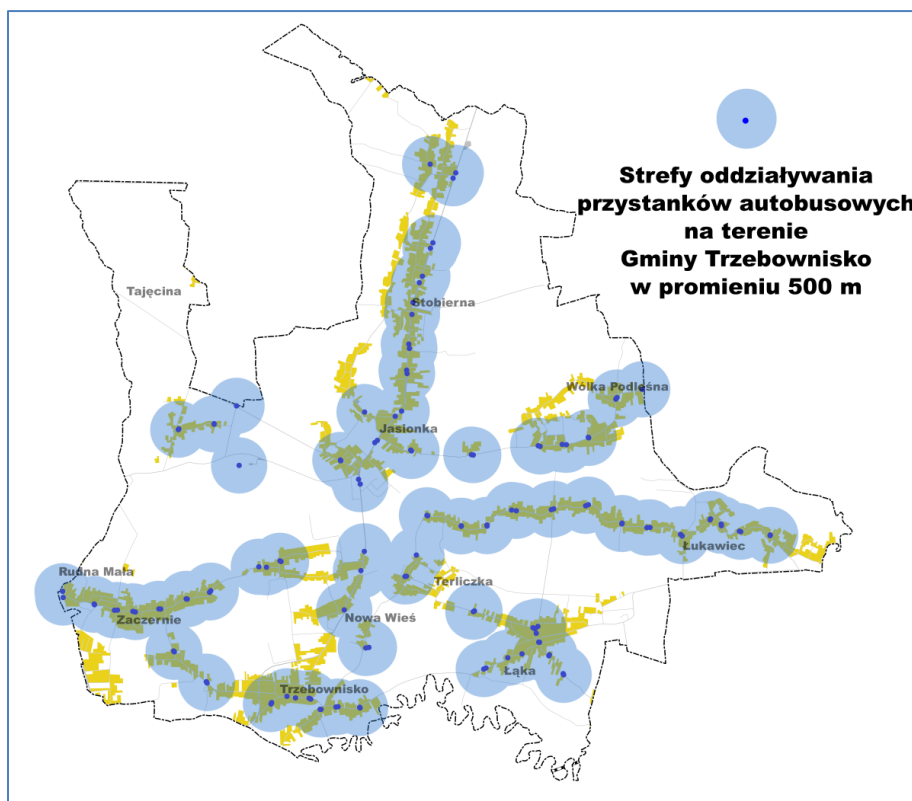 Strefy oddziaływania
przystanków autobusowych
na terenie
Gminy Trzebownisko
w promieniu 500 m
Tajęcina
Stobierna
Wólka Podleśna
Jasionka
Łukawiec
Rudna Mała
Terliczka
Zaczernie
Nowa Wieś
Łąka
Trzebownisko